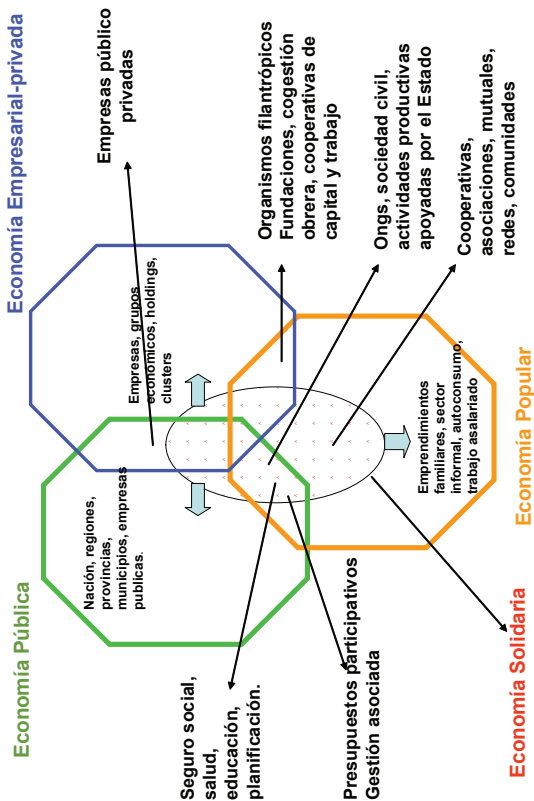 Economía Pública
Economía Empresarial-privada
Empresas público
privadas
Nación, regiones,
provincias,
municipios, empresas
publicas.
Empresas, grupos
económicos, holdings,
clusters
Organismos filantrópicos
Fundaciones, cogestión
obrera, cooperativas de
capital y trabajo
Seguro social,
salud,
educación,
planificación.
Ongs, sociedad civil,
actividades productivas
apoyadas por el Estado
Presupuestos participativos
Gestión asociada
Emprendimientos
familiares, sector
informal, autoconsumo,
trabajo asalariado
Cooperativas,
asociaciones, mutuales,
redes, comunidades
Economía Solidaria
Economía Popular